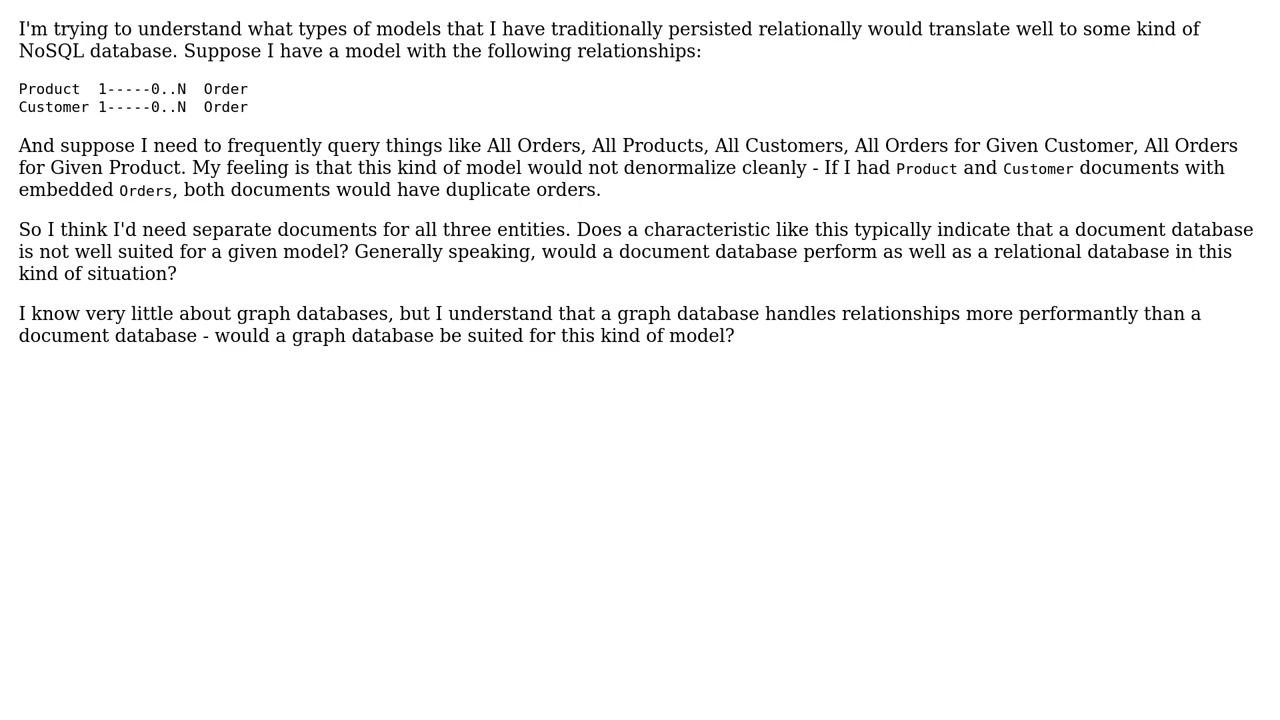 I'm trying to understand what types of models that I have traditionally persisted relationally would translate well to some kind of
NoSQL database. Suppose I have a model with the following relationships:
Product  1-----0..N  Order
Customer 1-----0..N  Order
And suppose I need to frequently query things like All Orders, All Products, All Customers, All Orders for Given Customer, All Orders
for Given Product. My feeling is that this kind of model would not denormalize cleanly - If I had Product and Customer documents with
embedded Orders, both documents would have duplicate orders.
So I think I'd need separate documents for all three entities. Does a characteristic like this typically indicate that a document database
is not well suited for a given model? Generally speaking, would a document database perform as well as a relational database in this
kind of situation?
I know very little about graph databases, but I understand that a graph database handles relationships more performantly than a
document database - would a graph database be suited for this kind of model?